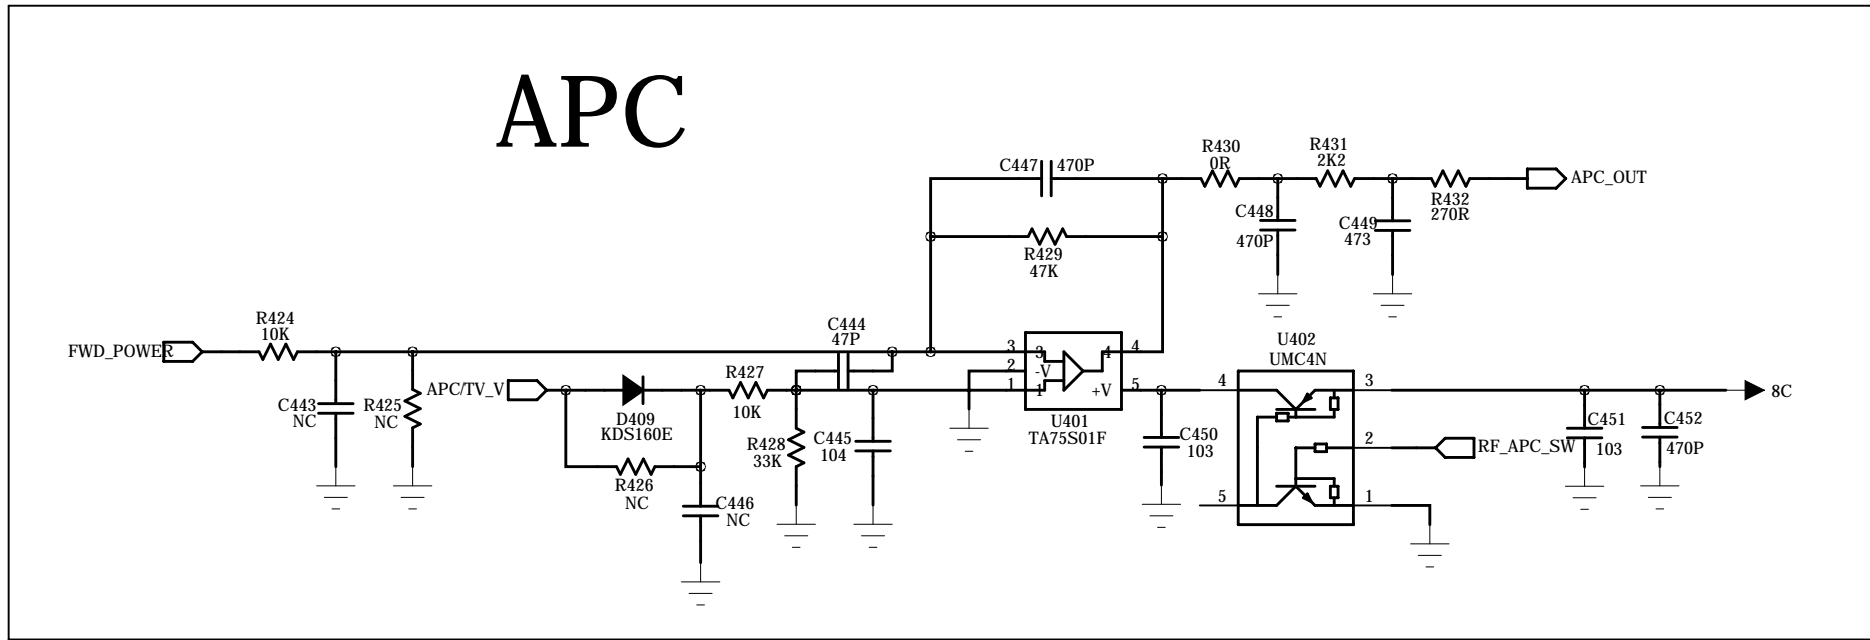 APC
C447 470P
R430
0R
R431
2K2
R432
270R
APC_OUT
C448
470P
C449
473
R429
47K
R424
10K
FWD_POWER
C443
NC
R425
NC
APC/TV_V
D409
KDS160E
R426
NC
C446
NC
R427
10K
R428
33K
C444
47P
C445
104
3
2
1
3
-V
1
4
+V
4
5
U401
TA75S01F
C450
103
U402
UMC4N
4
5
3
2
1
RF_APC_SW
C451
103
C452
470P
8C